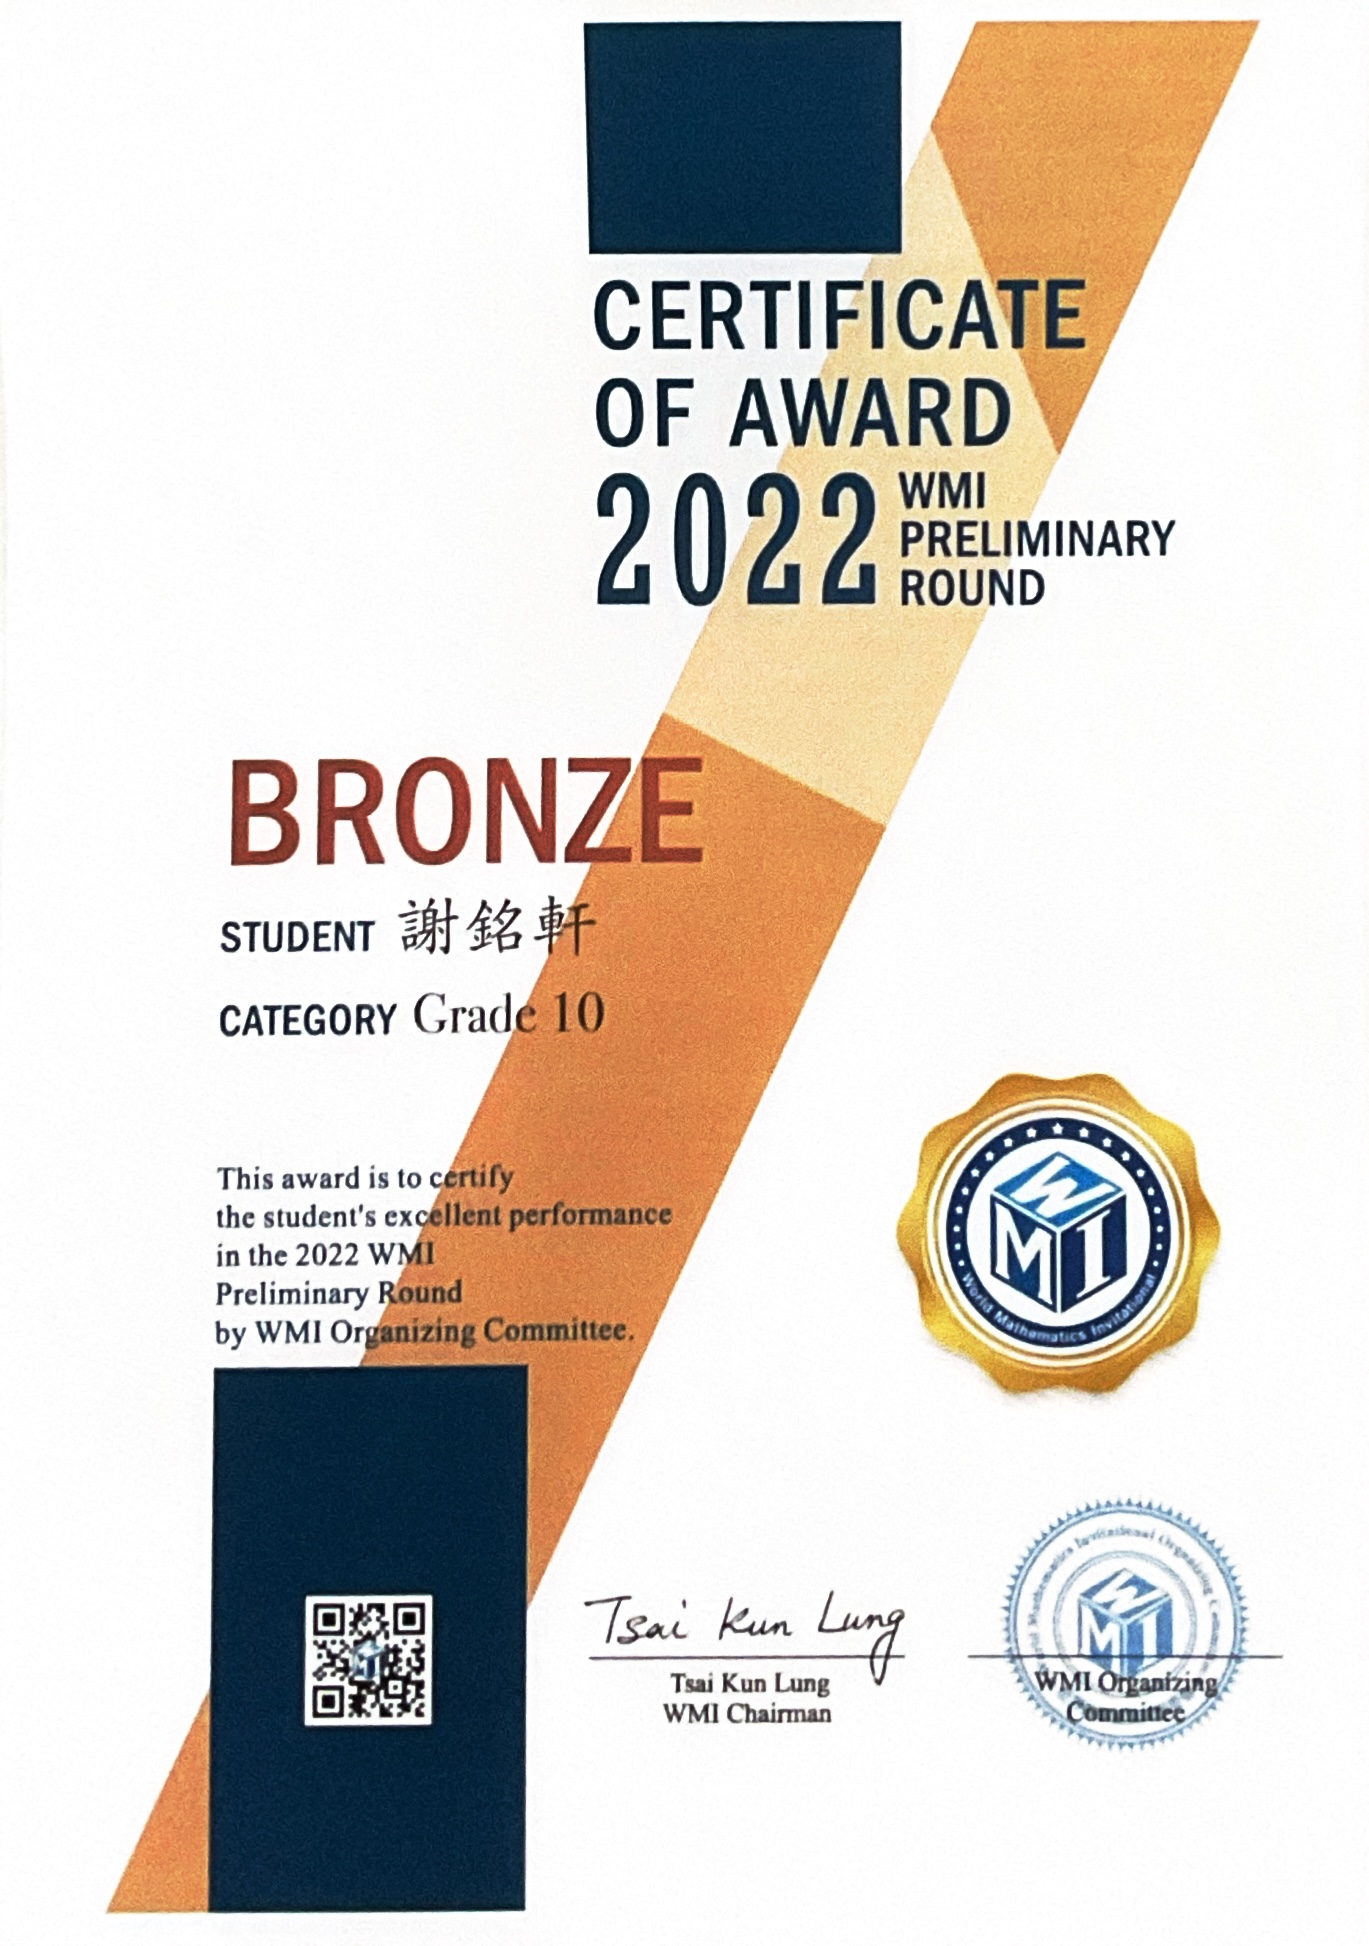 CERTIFICATE
OF AWARD
2022 WMI
PRELIMINARY
ROUND
BRONZE
STUDENT 謝銘軒
CATEGORY Grade 10
This award is to certify
the student's excellent performance
in the 2022 WMI
Preliminary Round
by WMI Organizing Committee.
WMI
World Mathematics Invitational
Tsai Kun Lung
Tsai Kun Lung
WMI Chairman
Mathematics Invitational Organizing
WMI
WMI Organizing
Committee